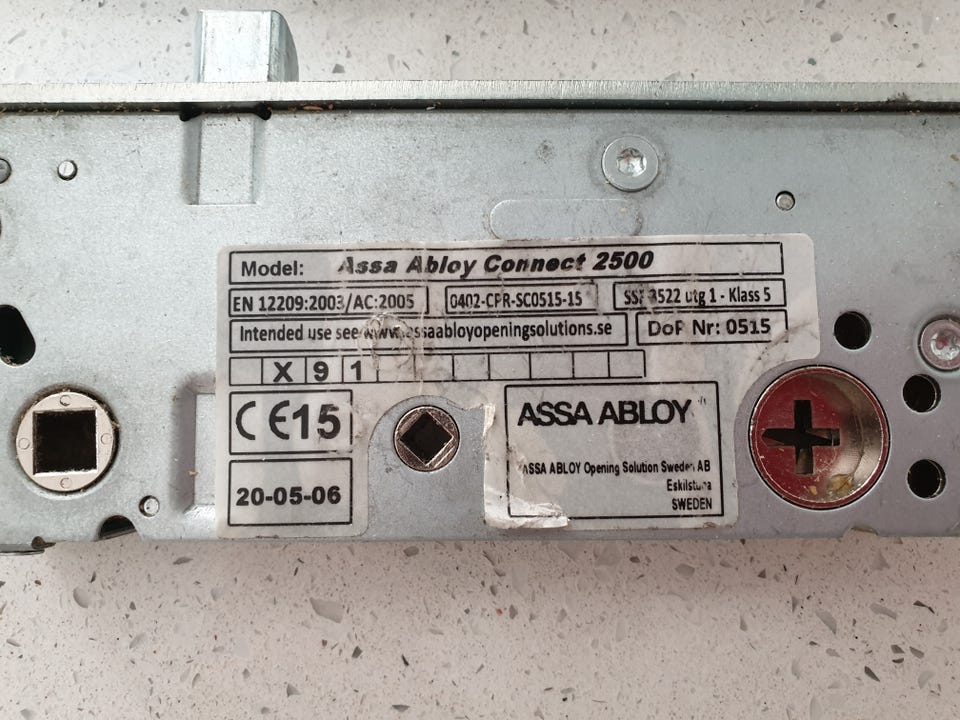 Model: Assa Abloy Connect 2500
EN 12209:2003/AC:2005 0402-CPR-SC0515-15 SSF 3522 utg 1 - Klass 5
Intended use see www.assaabloyopeningsolutions.se DoP Nr: 0515
X 9 1
CE 15
ASSA ABLOY
ASSA ABLOY Opening Solution Sweden AB
Eskilstuna
SWEDEN
20-05-06